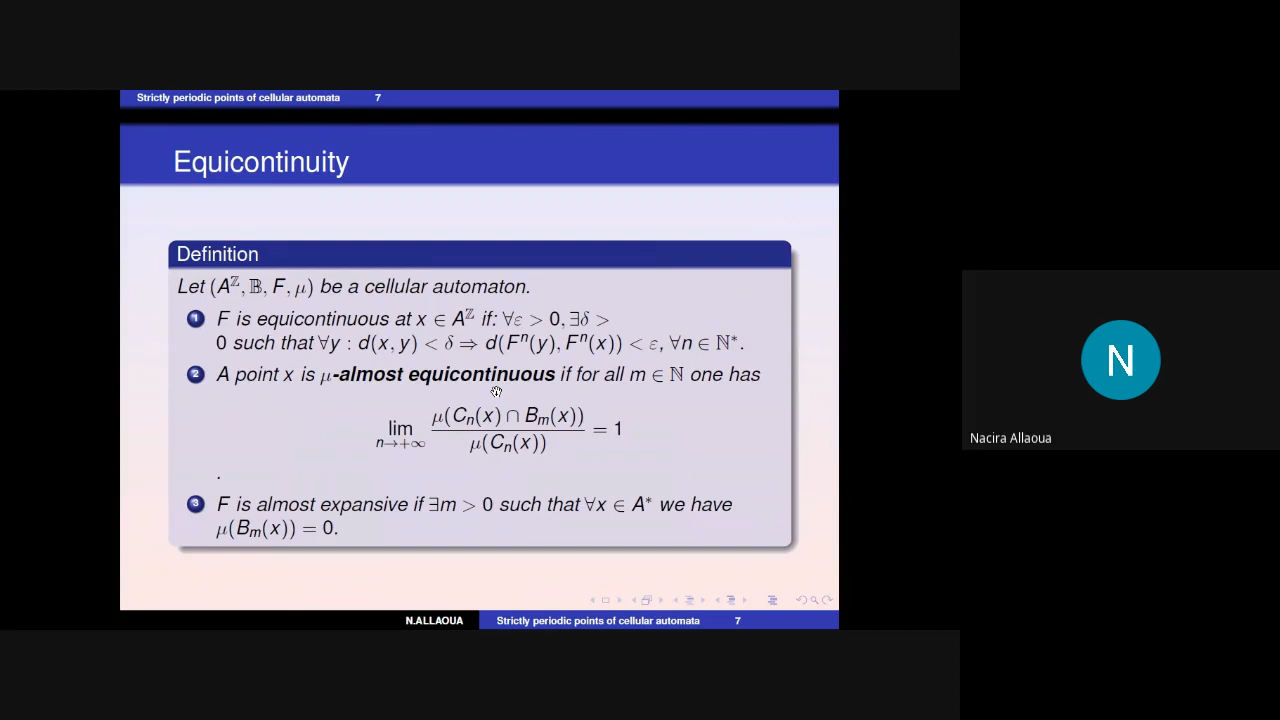 Strictly periodic points of cellular automata 7
Equicontinuity
Definition
Let (A^ℤ, 𝔹, F, μ) be a cellular automaton.
1 F is equicontinuous at x ∈ A^ℤ if: ∀ε > 0, ∃δ >
0 such that ∀y : d(x, y) < δ ⇒ d(F^n(y), F^n(x)) < ε, ∀n ∈ ℕ*.
2 A point x is μ-almost equicontinuous if for all m ∈ ℕ one has
lim_{n→+∞} μ(C_n(x) ∩ B_m(x)) / μ(C_n(x)) = 1
.
3 F is almost expansive if ∃m > 0 such that ∀x ∈ A* we have
μ(B_m(x)) = 0.
N.ALLAOUA Strictly periodic points of cellular automata 7
N
Nacira Allaoua